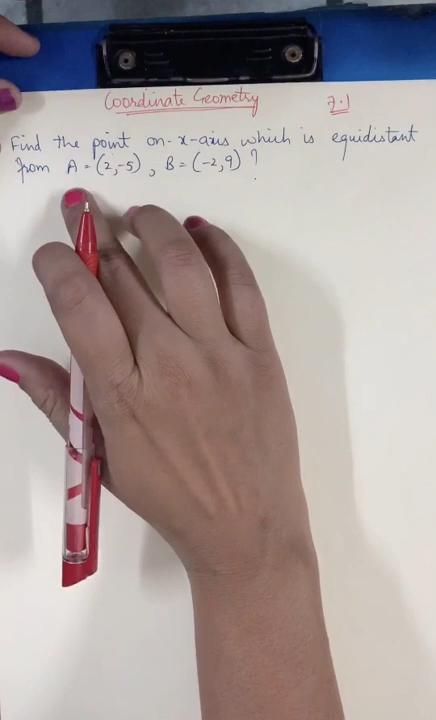 Coordinate Geometry 7.1
Find the point on x-axis which is equidistant
from A = (2,-5), B = (-2,9)?